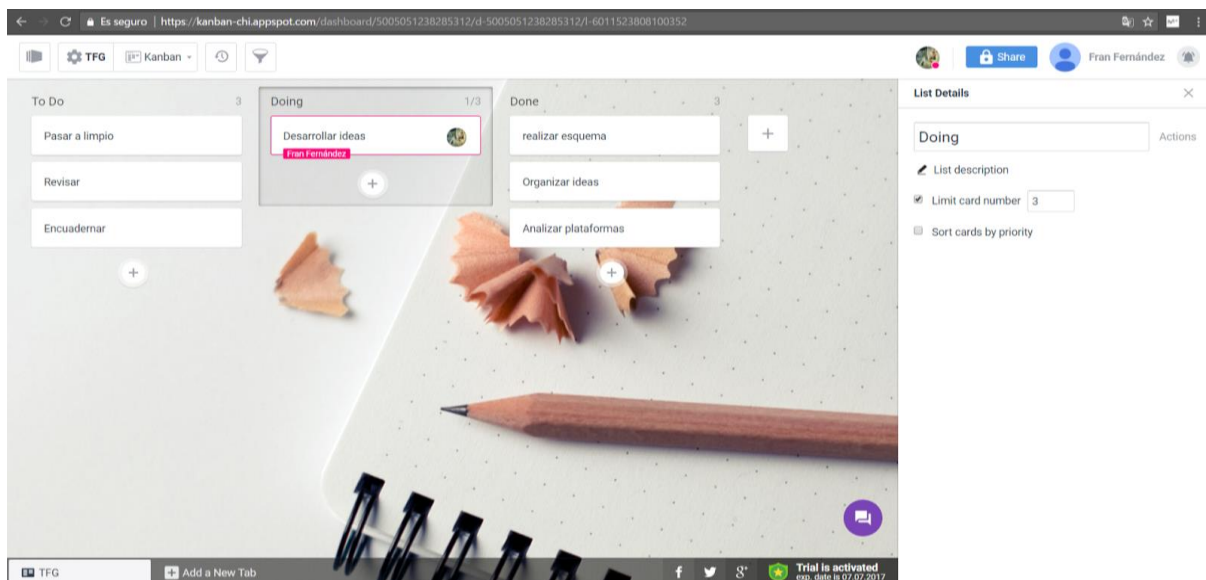 Es seguro | https://kanban-chi.appspot.com/dashboard/5005051238285312/d-5005051238285312/l-6011523808100352
TFG
Kanban
Share
Fran Fernández
To Do 3
Pasar a limpio
Revisar
Encuadernar
Doing 1/3
Desarrollar ideas
Fran Fernández
Done 3
realizar esquema
Organizar ideas
Analizar plataformas
List Details
Doing
Actions
List description
Limit card number 3
Sort cards by priority
TFG
Add a New Tab
Trial is activated
exp. date is 07.07.2017